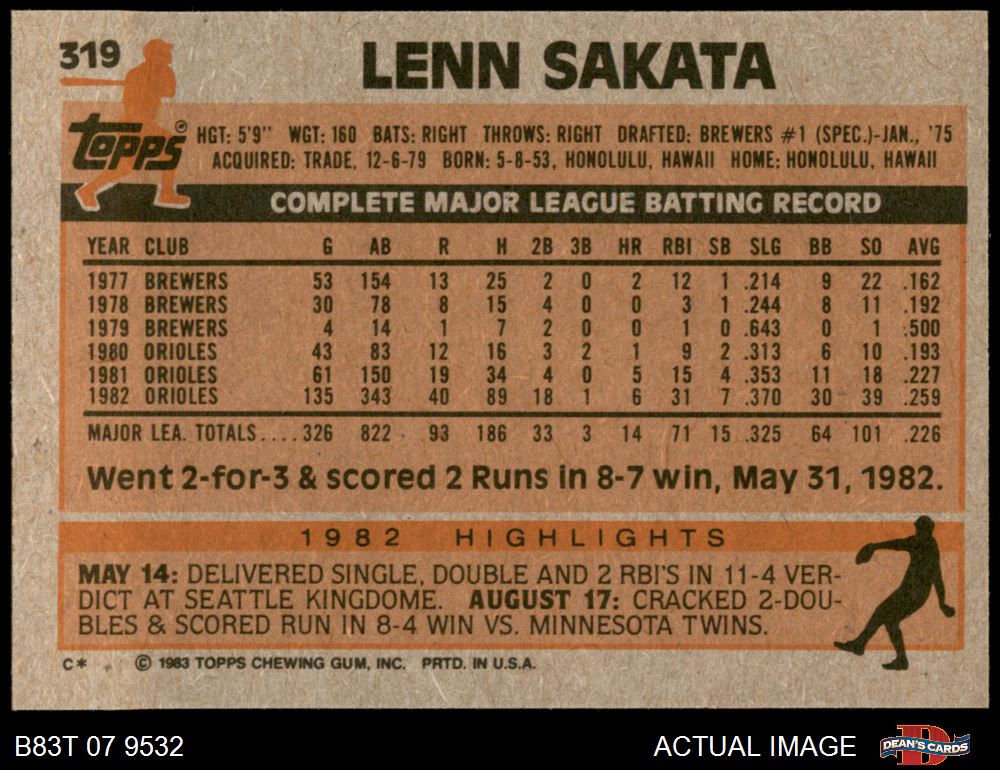 319
LENN SAKATA
topps®
HGT: 5'9" WGT: 160 BATS: RIGHT THROWS: RIGHT DRAFTED: BREWERS #1 (SPEC.)-JAN., '75
ACQUIRED: TRADE, 12-6-79 BORN: 5-8-53, HONOLULU, HAWAII HOME: HONOLULU, HAWAII
COMPLETE MAJOR LEAGUE BATTING RECORD
YEAR CLUB G AB R H 2B 3B HR RBI SB SLG BB SO AVG
1977 BREWERS 53 154 13 25 2 0 2 12 1 .214 9 22 .162
1978 BREWERS 30 78 8 15 4 0 0 3 1 .244 8 11 .192
1979 BREWERS 4 14 1 7 2 0 0 1 0 .643 0 1 .500
1980 ORIOLES 43 83 12 16 3 2 1 9 2 .313 6 10 .193
1981 ORIOLES 61 150 19 34 4 0 5 15 4 .353 11 18 .227
1982 ORIOLES 135 343 40 89 18 1 6 31 7 .370 30 39 .259
MAJOR LEA. TOTALS.... 326 822 93 186 33 3 14 71 15 .325 64 101 .226
Went 2-for-3 & scored 2 Runs in 8-7 win, May 31, 1982.
1982 HIGHLIGHTS
MAY 14: DELIVERED SINGLE, DOUBLE AND 2 RBI'S IN 11-4 VER-
DICT AT SEATTLE KINGDOME. AUGUST 17: CRACKED 2-DOU-
BLES & SCORED RUN IN 8-4 WIN VS. MINNESOTA TWINS.
C* © 1983 TOPPS CHEWING GUM, INC. PRTD. IN U.S.A.
B83T 07 9532
ACTUAL IMAGE
D
DEAN'S CARDS